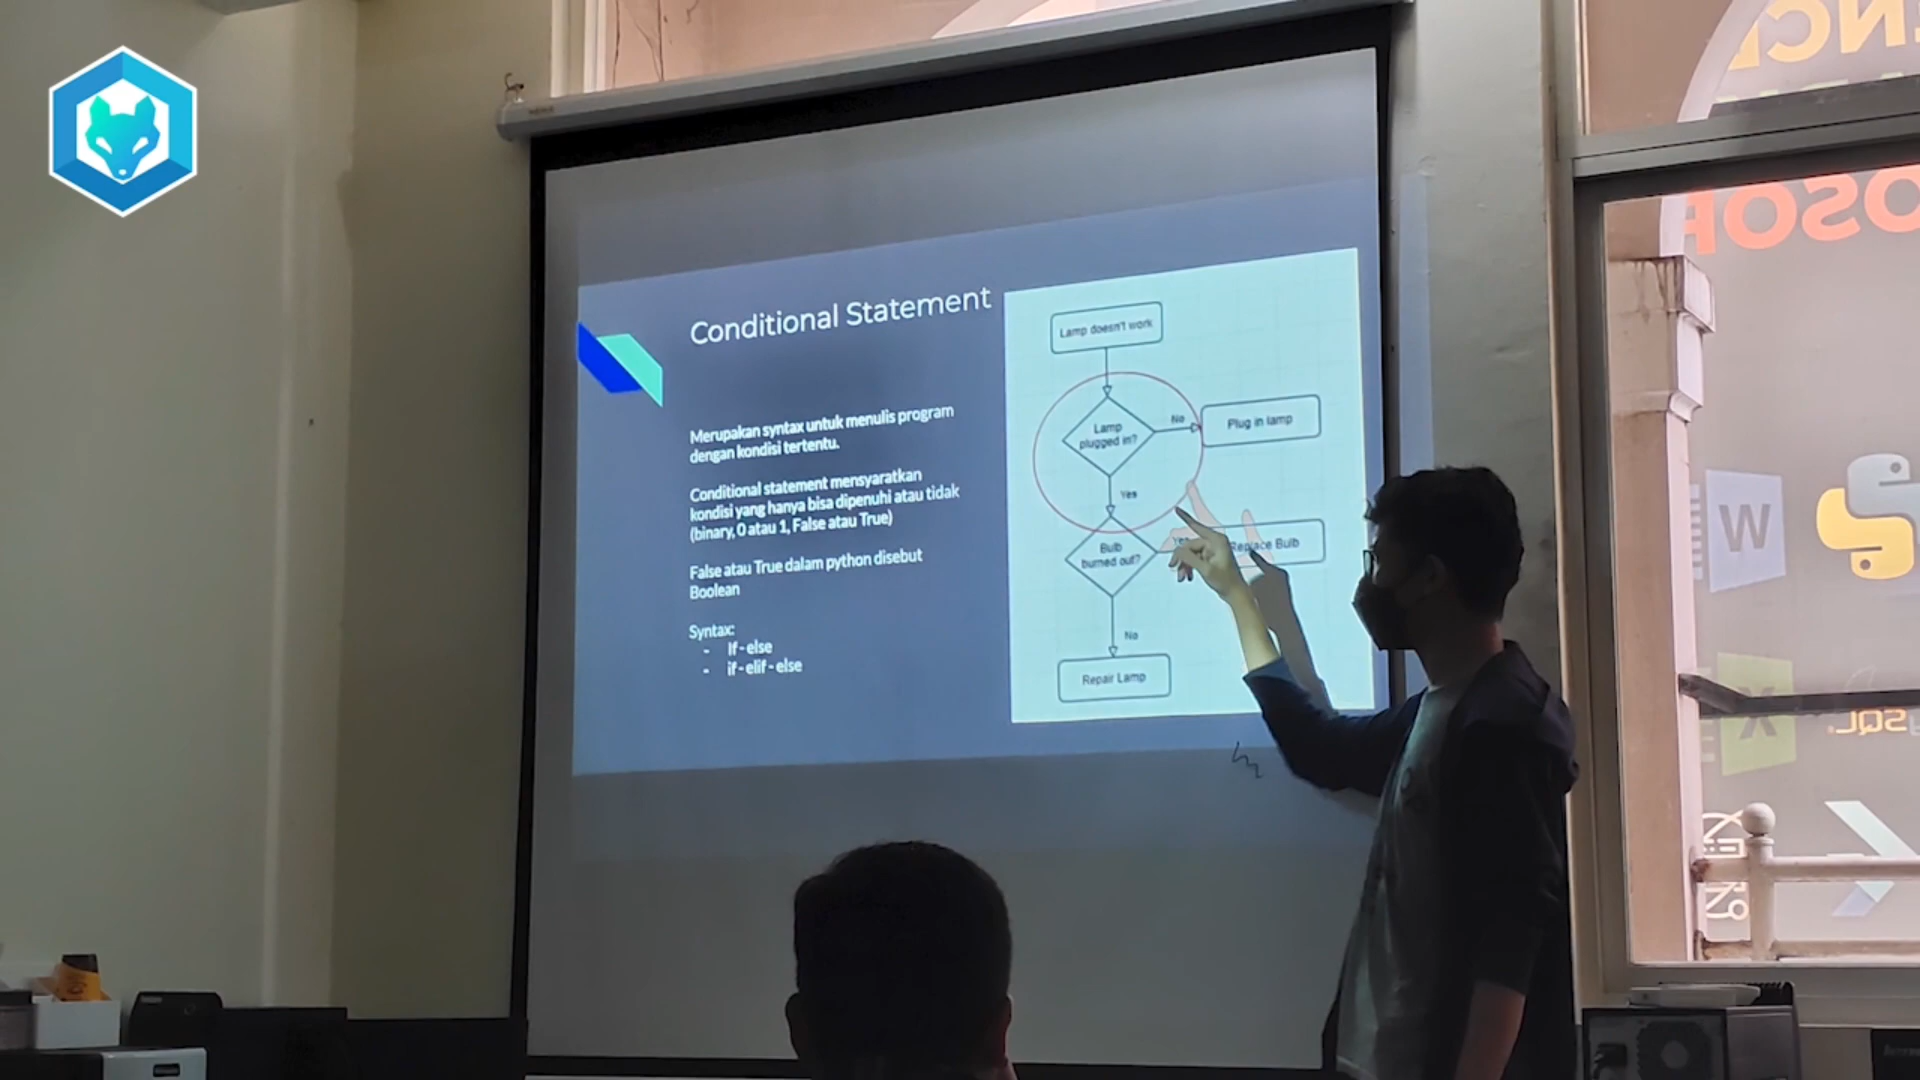 Conditional Statement
Merupakan syntax untuk menulis program
dengan kondisi tertentu.
Conditional statement mensyaratkan
kondisi yang hanya bisa dipenuhi atau tidak
(binary, 0 atau 1, False atau True)
False atau True dalam python disebut
Boolean
Syntax:
- If - else
- if - elif - else
Lamp doesn't work
Lamp
plugged in?
No
Plug in lamp
Yes
Bulb
burned out?
Yes
Replace Bulb
No
Repair Lamp
W
X
SQL